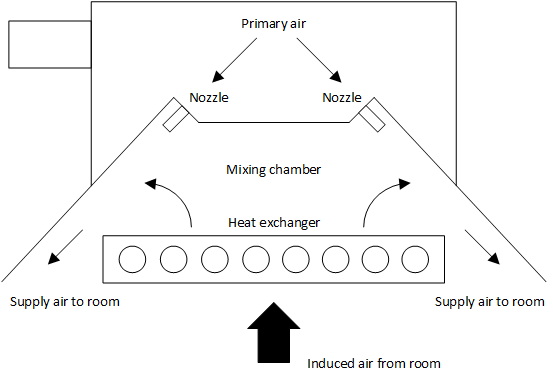 Primary air
Nozzle
Nozzle
Mixing chamber
Heat exchanger
Supply air to room
Supply air to room
Induced air from room